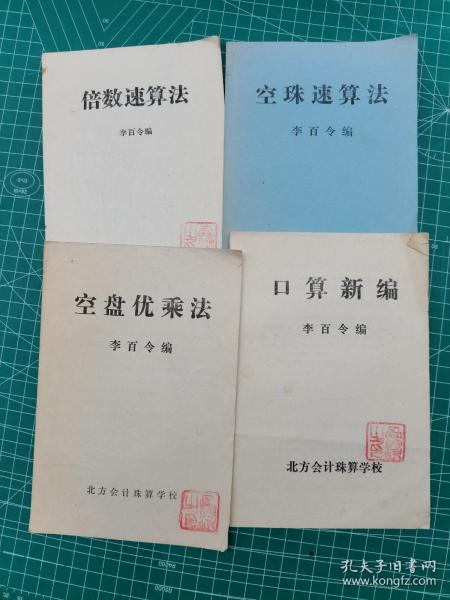 倍数速算法
李百令编
空珠速算法
李百令编
空盘优乘法
李百令编
北方会计珠算学校
口算新编
李百令编
北方会计珠算学校
孔夫子旧书网
www.kongfz.com